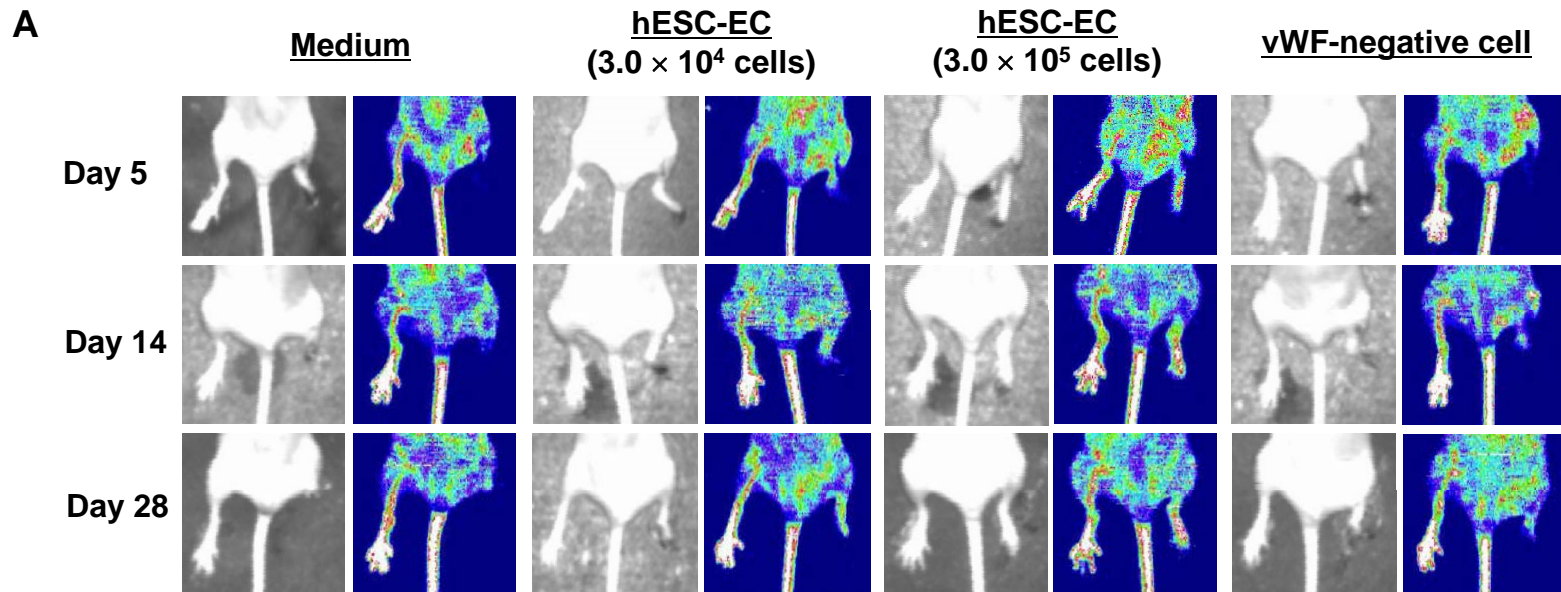 A
Medium
hESC-EC
(3.0 × 10⁴ cells)
hESC-EC
(3.0 × 10⁵ cells)
vWF-negative cell
Day 5
Day 14
Day 28